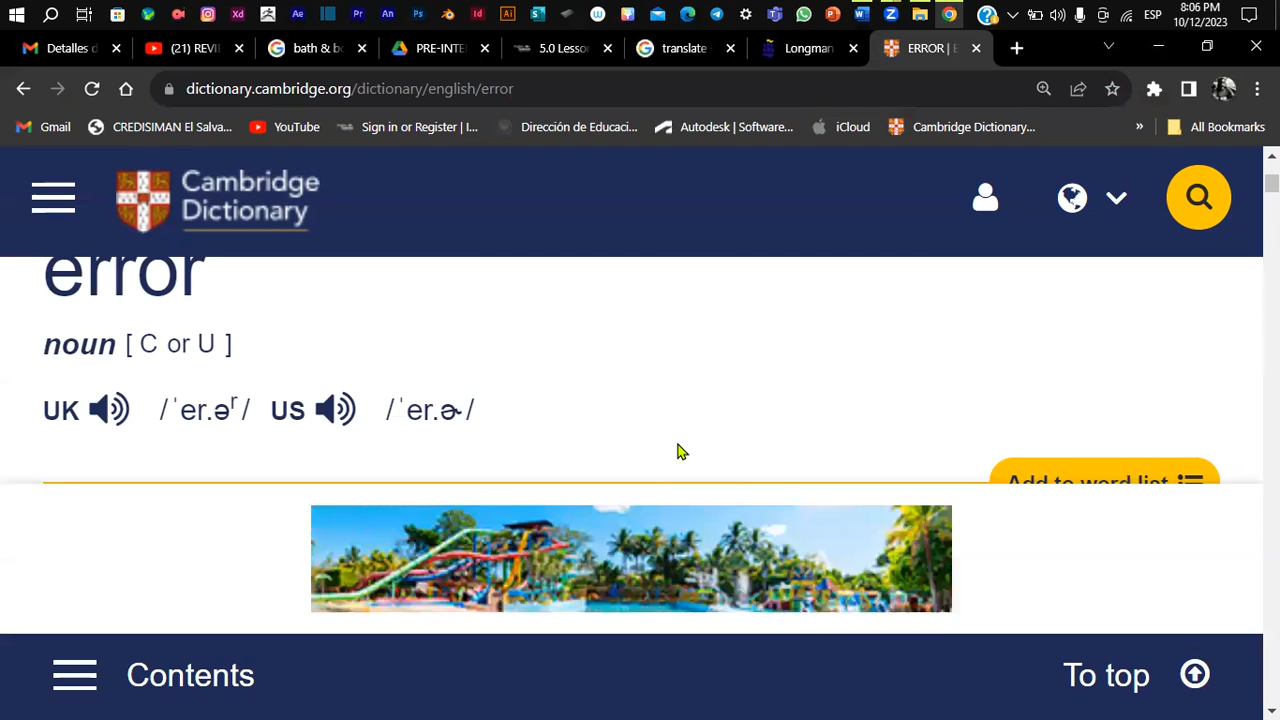 8:06 PM
ESP
10/12/2023
Detalles d
(21) REVIE
bath & bo
PRE-INTE
5.0 Lesso
translate
Longman
ERROR | E
dictionary.cambridge.org/dictionary/english/error
Gmail
CREDISIMAN El Salva...
YouTube
Sign in or Register | I...
Dirección de Educaci...
Autodesk | Software...
iCloud
Cambridge Dictionary...
»
All Bookmarks
Cambridge
Dictionary
error
noun [ C or U ]
UK /ˈer.əʳ/ US /ˈer.ɚ/
Add to word list
Contents
To top